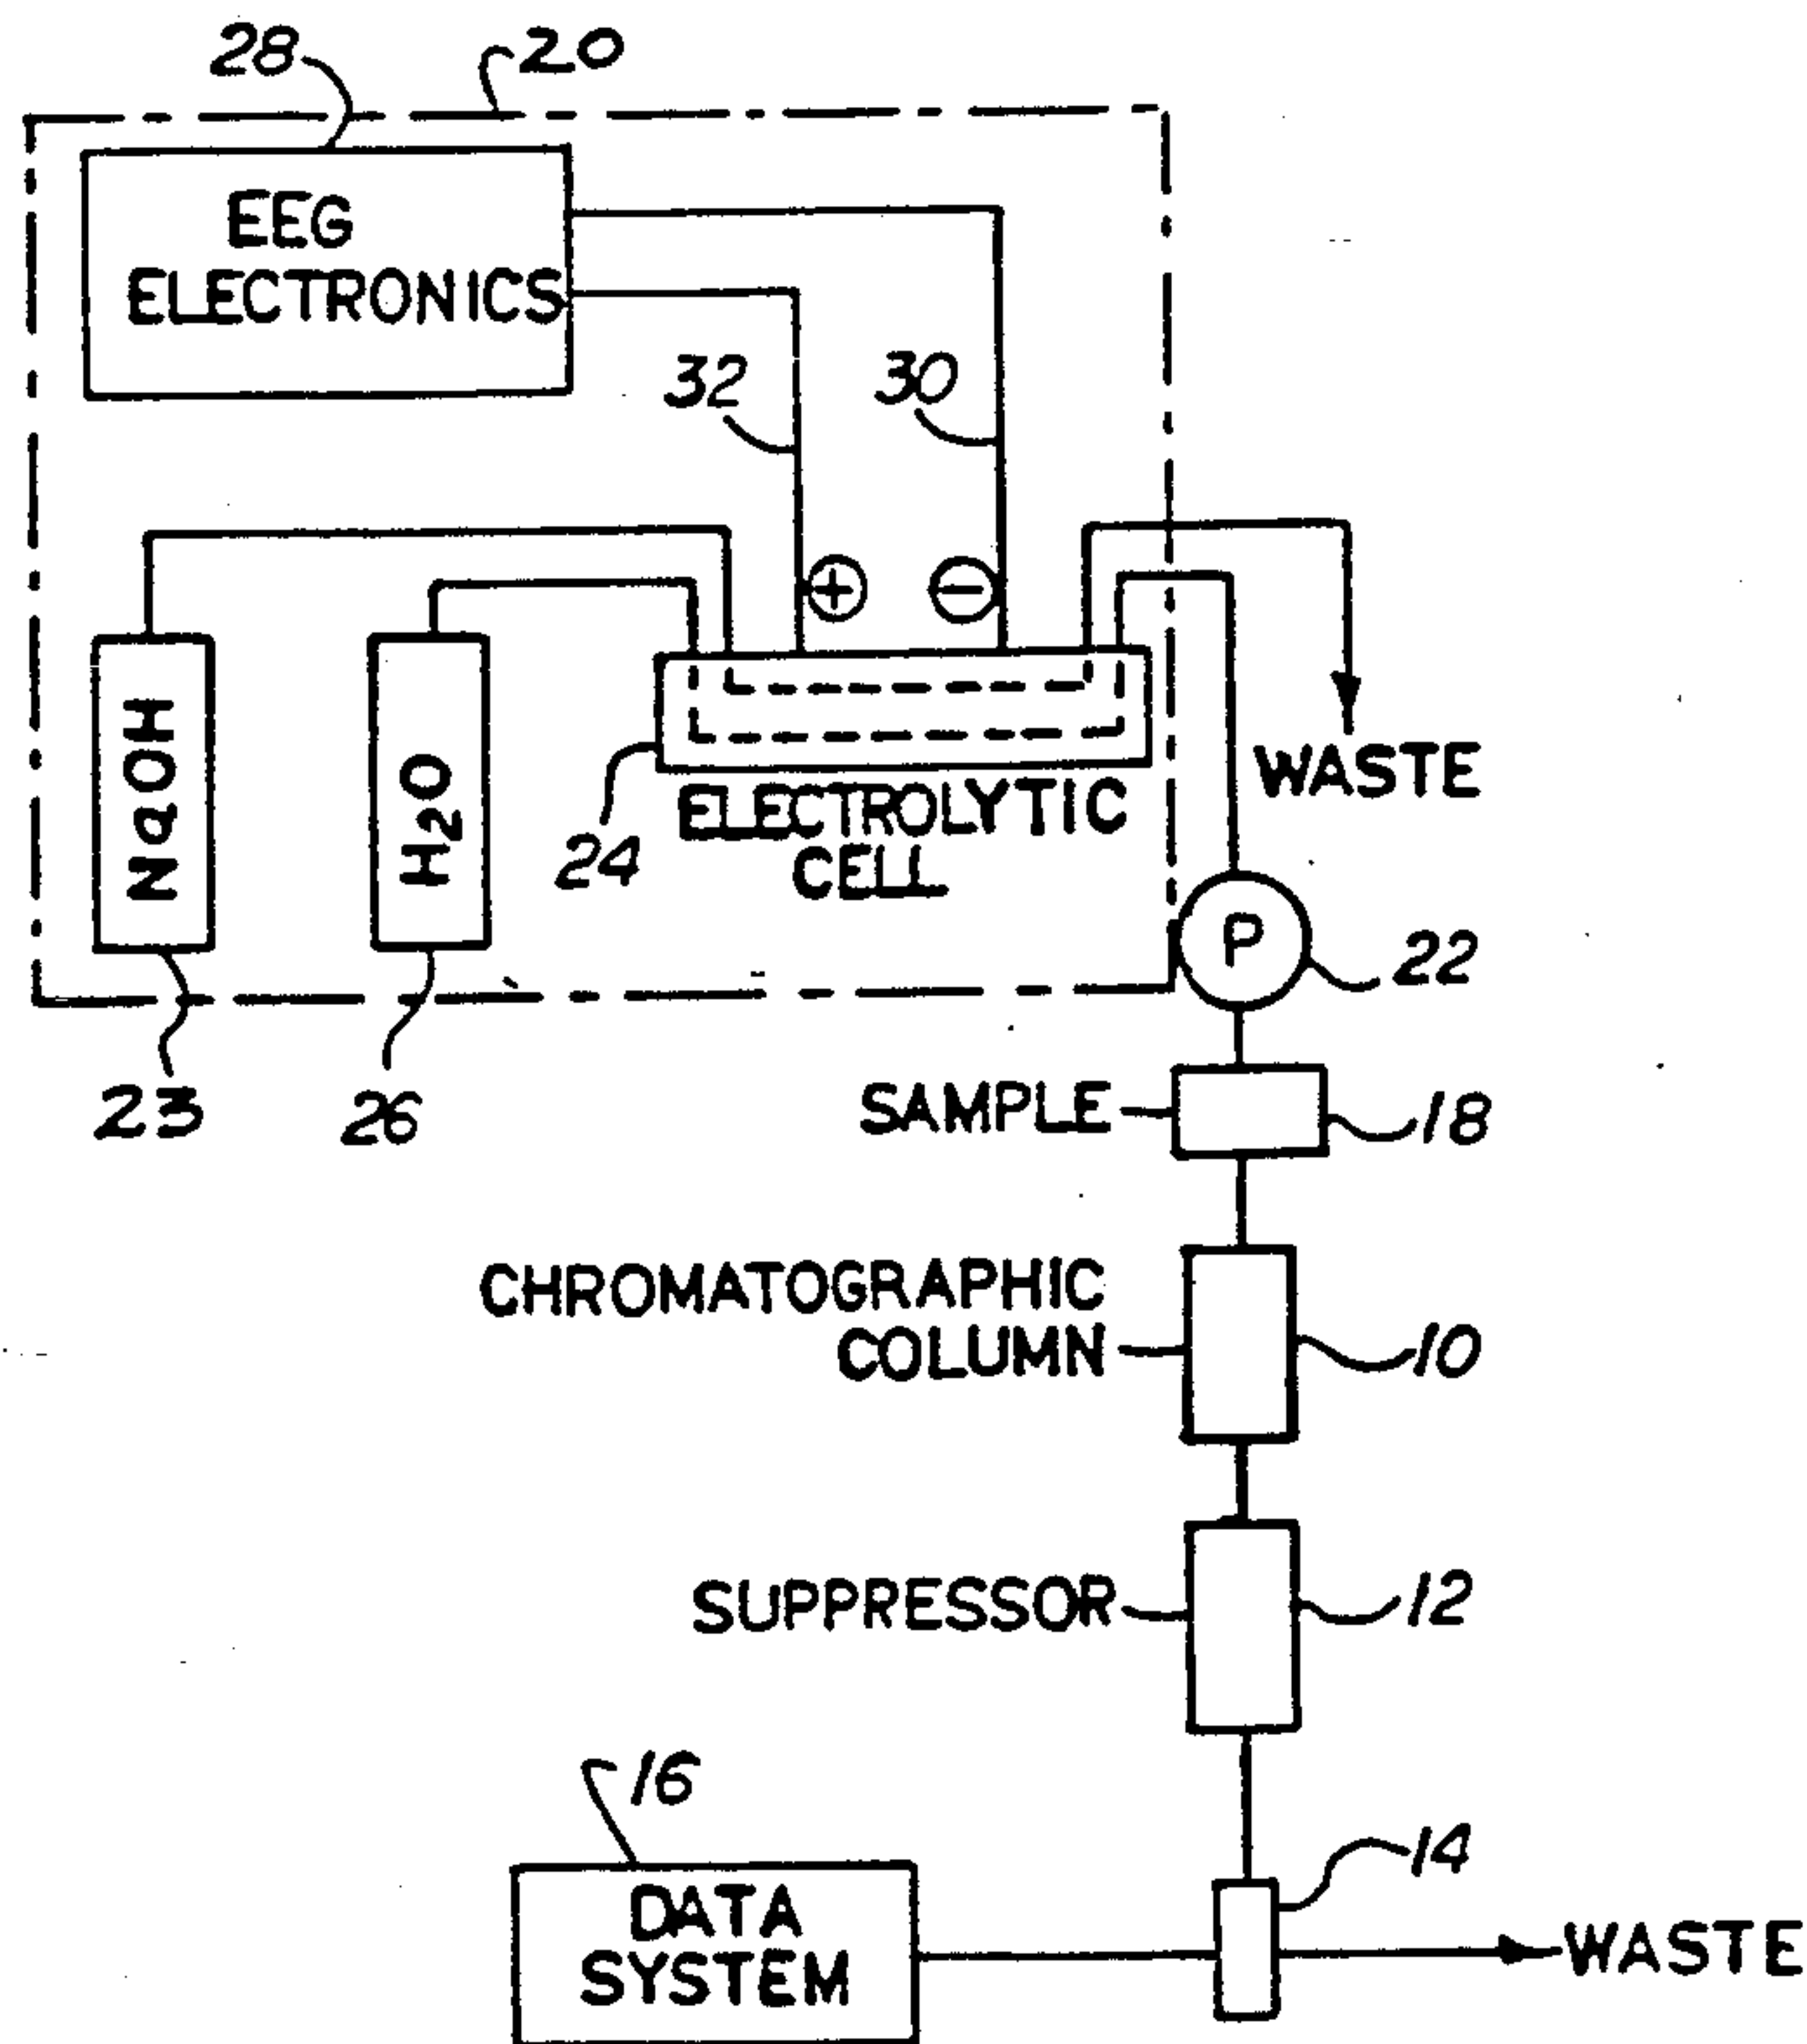 28
20
EEG
ELECTRONICS
32
30
+
−
NaOH
H2O
24
ELECTROLYTIC
CELL
WASTE
P
22
23
26
SAMPLE
18
CHROMATOGRAPHIC
COLUMN
10
SUPPRESSOR
12
16
14
DATA
SYSTEM
WASTE